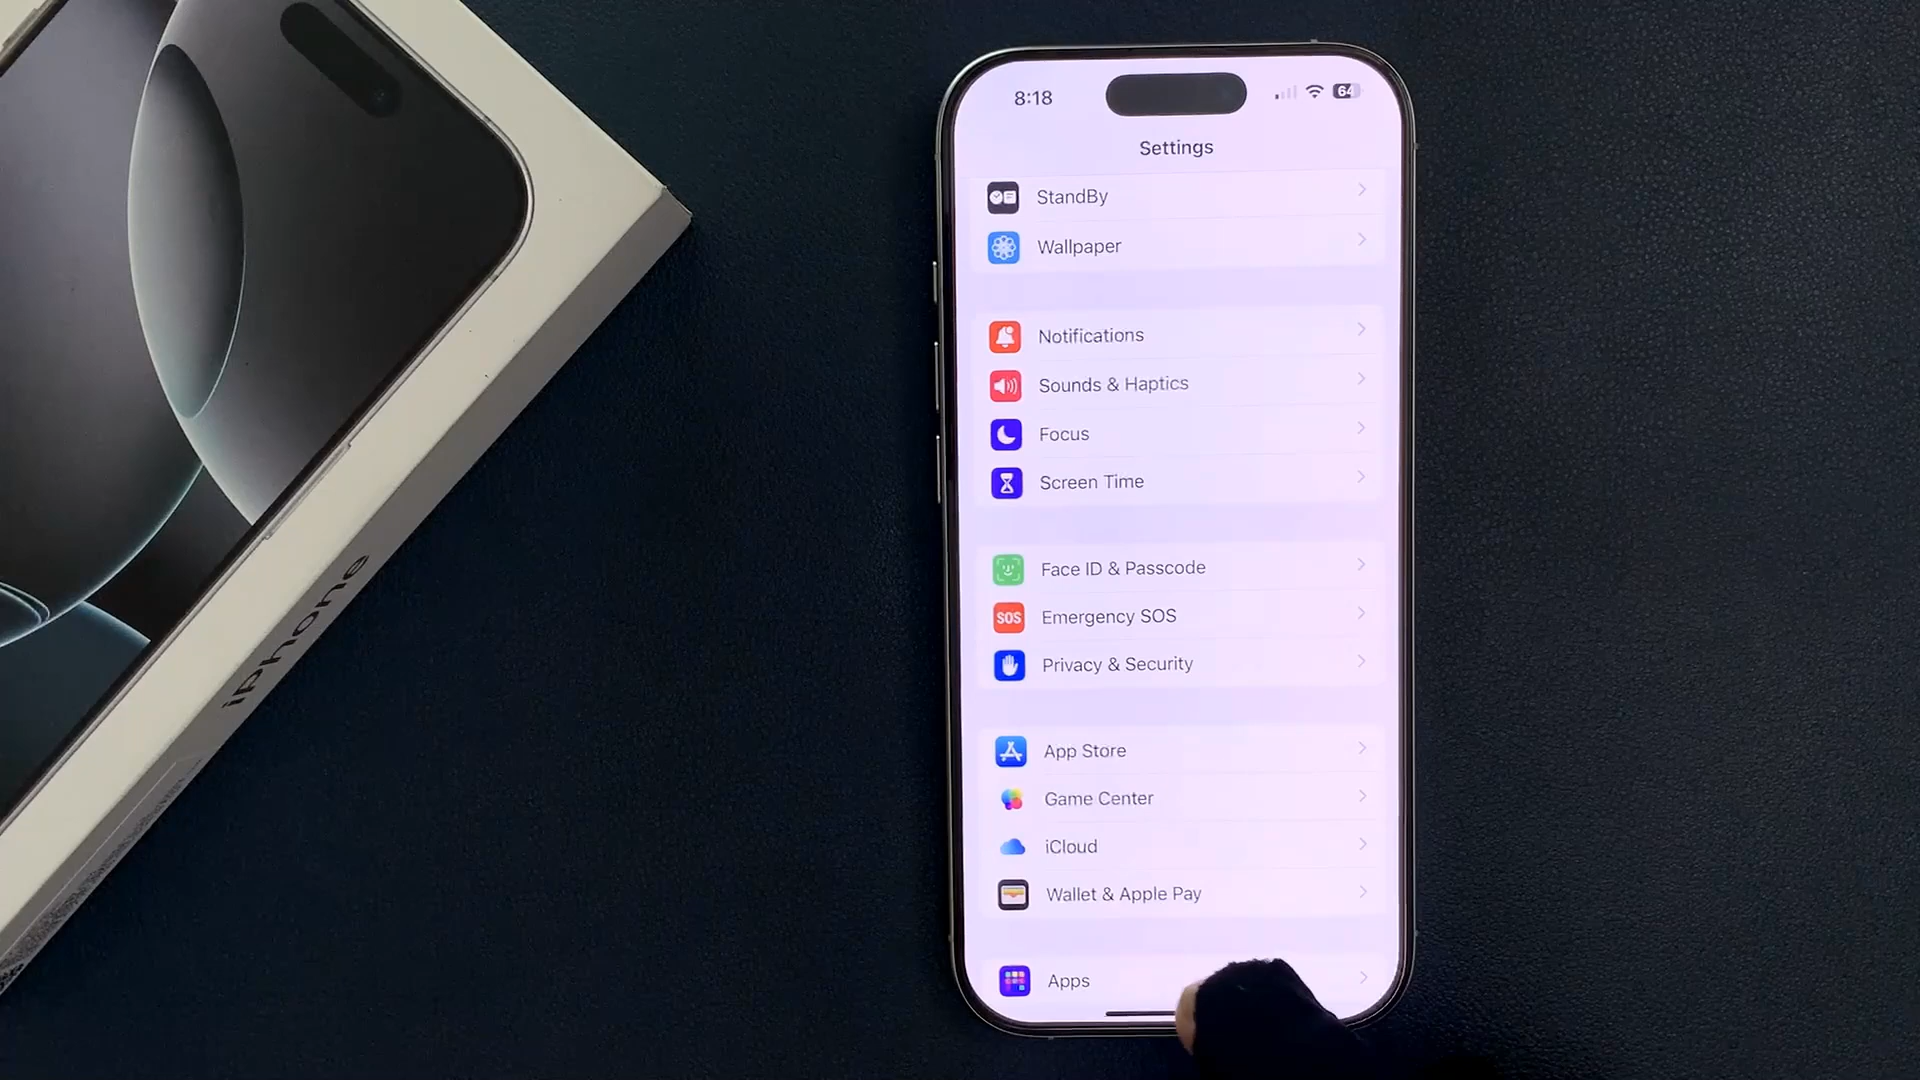 8:18
64
Settings
StandBy
Wallpaper
Notifications
Sounds & Haptics
Focus
Screen Time
Face ID & Passcode
SOS
Emergency SOS
Privacy & Security
App Store
Game Center
iCloud
Wallet & Apple Pay
Apps
iPhone